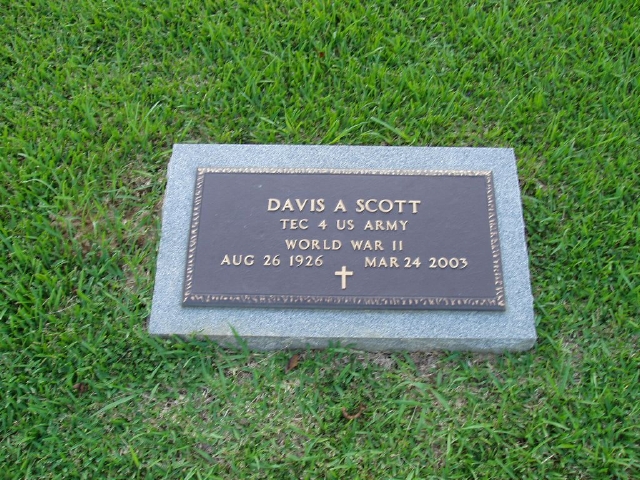 DAVIS A SCOTT
TEC 4 US ARMY
WORLD WAR II
AUG 26 1926 MAR 24 2003